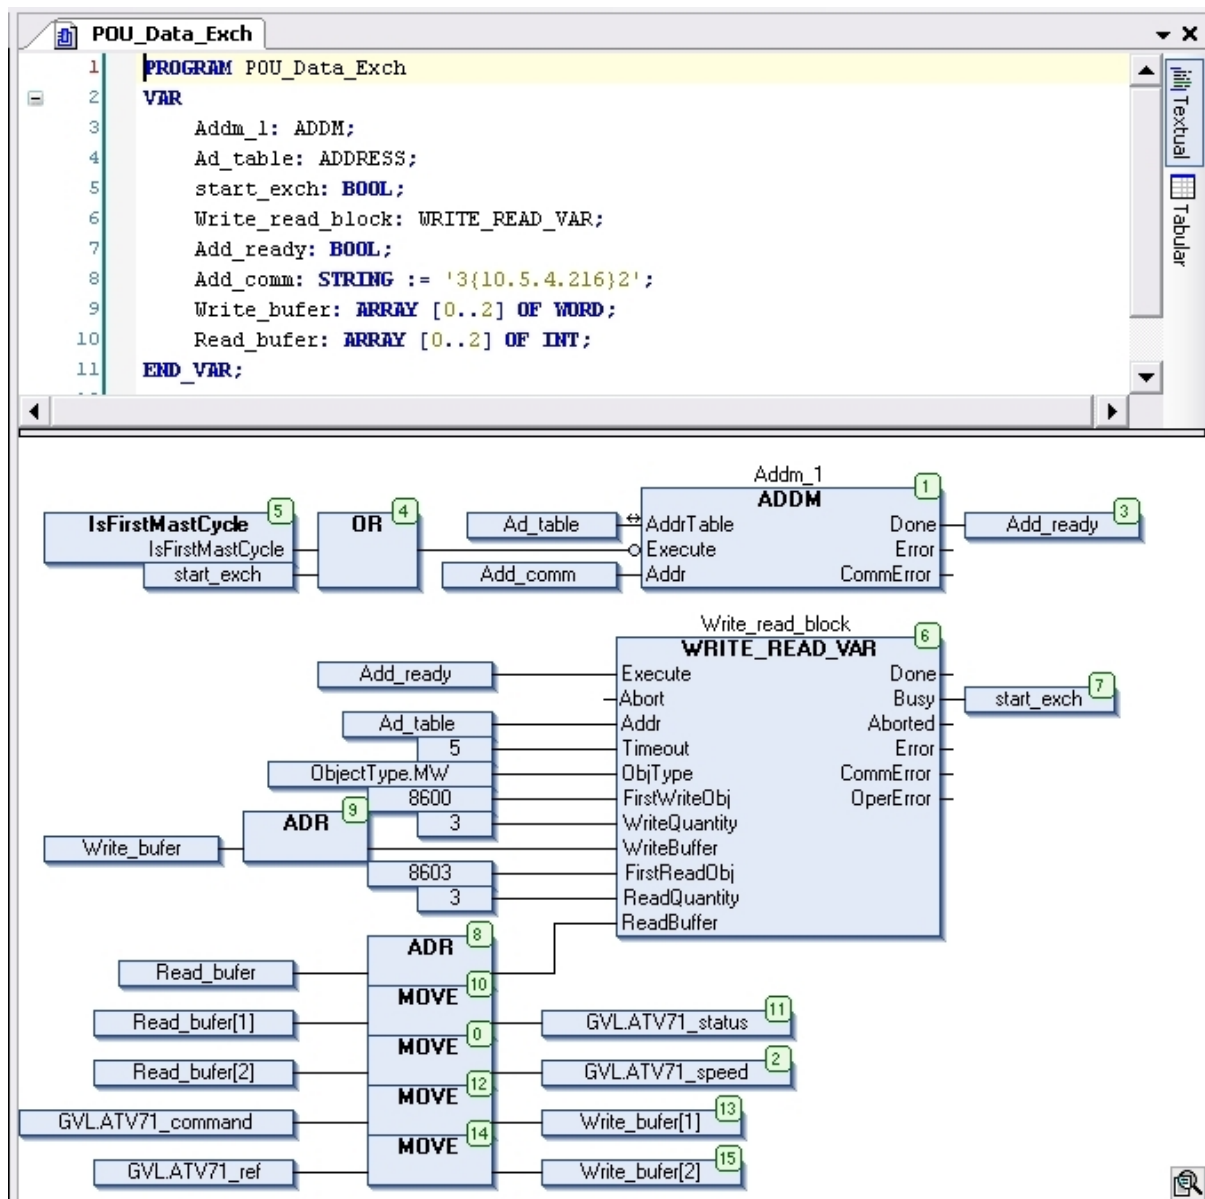 POU_Data_Exch
1 PROGRAM POU_Data_Exch
2 VAR
3 Addm_1: ADDM;
4 Ad_table: ADDRESS;
5 start_exch: BOOL;
6 Write_read_block: WRITE_READ_VAR;
7 Add_ready: BOOL;
8 Add_comm: STRING := '3{10.5.4.216}2';
9 Write_bufer: ARRAY [0..2] OF WORD;
10 Read_bufer: ARRAY [0..2] OF INT;
11 END_VAR;
Textual
Tabular
Addm_1
IsFirstMastCycle 5 OR 4 ADDM 1
Ad_table AddrTable Done Add_ready 3
IsFirstMastCycle Execute Error
start_exch Add_comm Addr CommError
Write_read_block
WRITE_READ_VAR 6
Add_ready Execute Done
Abort Busy start_exch 7
Ad_table Addr Aborted
5 Timeout Error
ObjectType.MW ObjType CommError
8600 FirstWriteObj OperError
ADR 9 3 WriteQuantity
Write_bufer WriteBuffer
8603 FirstReadObj
3 ReadQuantity
ReadBuffer
ADR 8
Read_bufer
MOVE 10
Read_bufer[1] GVL.ATV71_status 11
MOVE 0
Read_bufer[2] GVL.ATV71_speed 2
MOVE 12
GVL.ATV71_command Write_bufer[1] 13
MOVE 14
GVL.ATV71_ref Write_bufer[2] 15